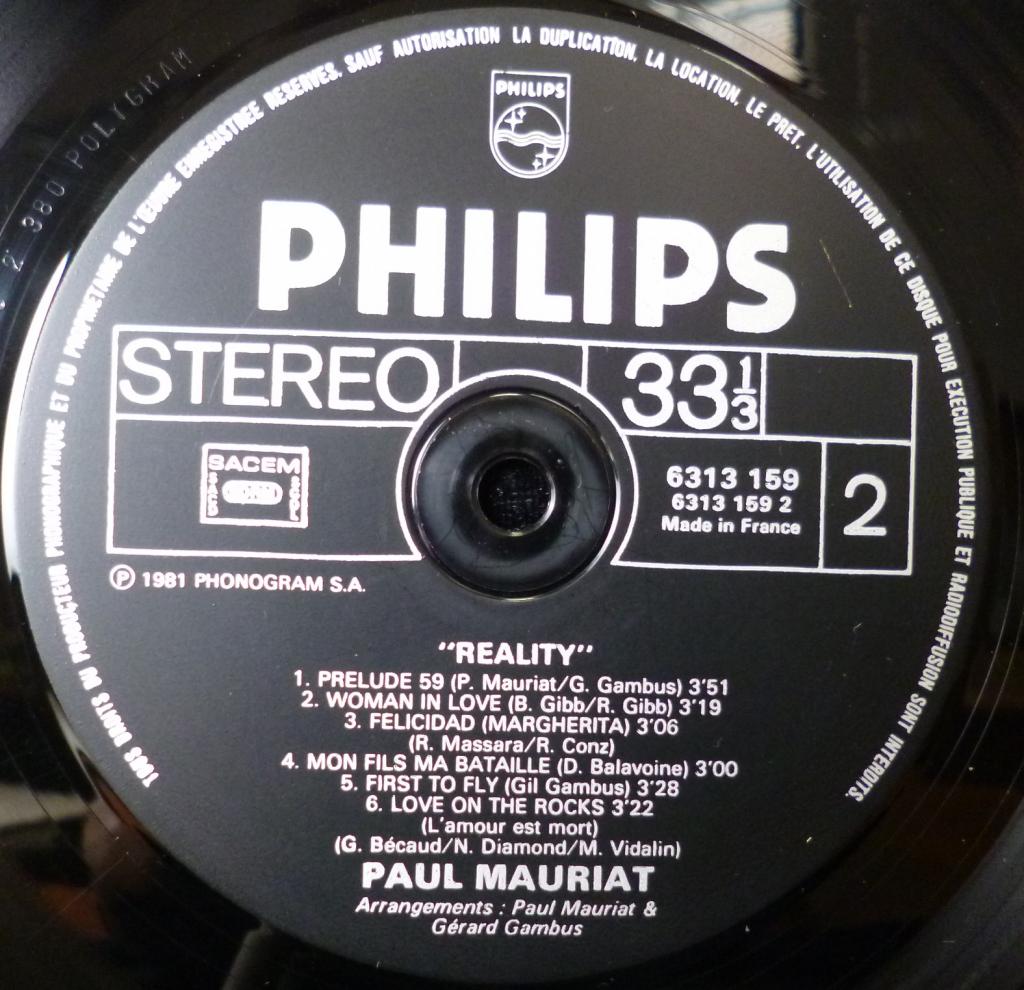 TOUS DROITS DU PRODUCTEUR PHONOGRAPHIQUE ET DU PROPRIETAIRE DE L'ŒUVRE ENREGISTREE RESERVES. SAUF AUTORISATION LA DUPLICATION, LA LOCATION, LE PRET, L'UTILISATION DE CE DISQUE POUR EXECUTION PUBLIQUE ET RADIODIFFUSION SONT INTERDITS.
2 380 POLYGRAM
PHILIPS
PHILIPS
STEREO
33 1/3
SACEM
SACD
SDRM
SGDL
6313 159
6313 159 2
Made in France
2
Ⓟ 1981 PHONOGRAM S.A.
"REALITY"
1. PRELUDE 59 (P. Mauriat/G. Gambus) 3'51
2. WOMAN IN LOVE (B. Gibb/R. Gibb) 3'19
3. FELICIDAD (MARGHERITA) 3'06
(R. Massara/R. Conz)
4. MON FILS MA BATAILLE (D. Balavoine) 3'00
5. FIRST TO FLY (Gil Gambus) 3'28
6. LOVE ON THE ROCKS 3'22
(L'amour est mort)
(G. Bécaud/N. Diamond/M. Vidalin)
PAUL MAURIAT
Arrangements : Paul Mauriat &
Gérard Gambus